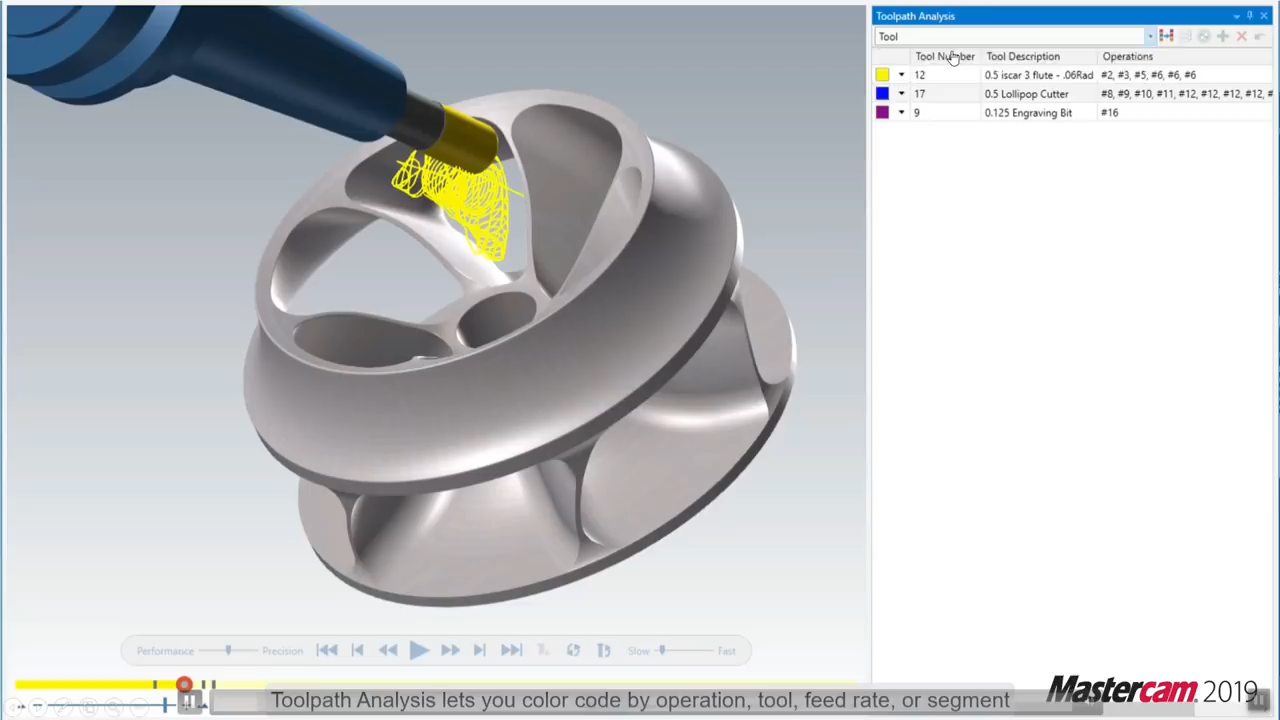 Toolpath Analysis
Tool
Tool Number Tool Description Operations
12 0.5 iscar 3 flute - .06Rad #2, #3, #5, #6, #6, #6
17 0.5 Lollipop Cutter #8, #9, #10, #11, #12, #12, #12, #12, #
9 0.125 Engraving Bit #16
Performance Precision Slow Fast
Toolpath Analysis lets you color code by operation, tool, feed rate, or segment
Mastercam. 2019